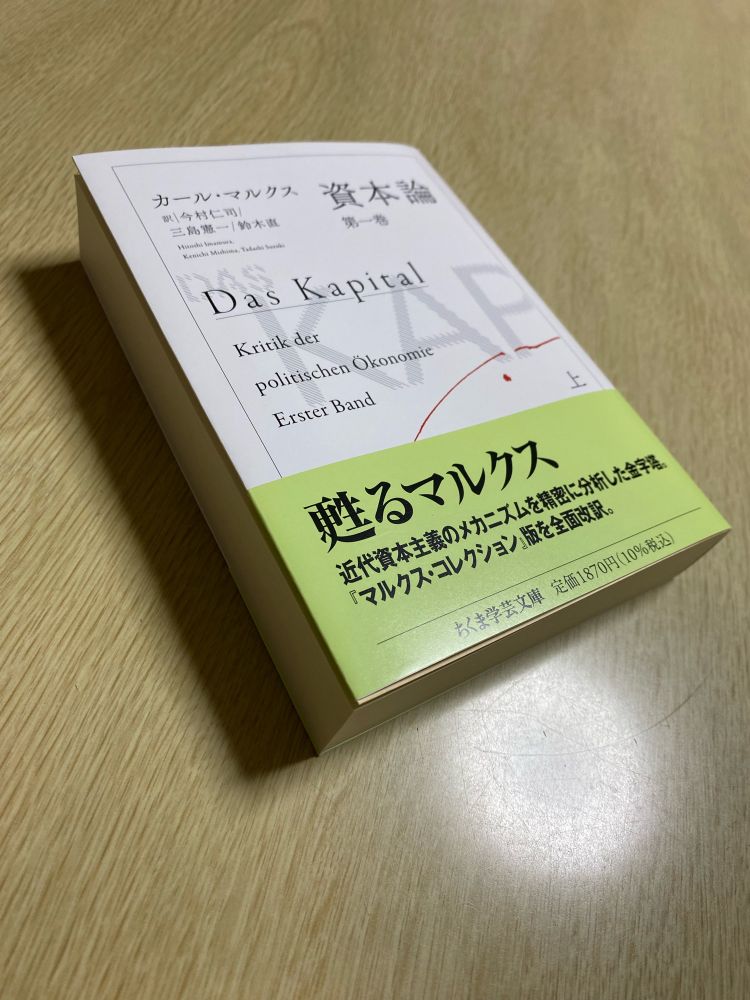 カール・マルクス
資本論
第一巻
訳|今村仁司/
三島憲一/鈴木直
Hitoshi Imamura,
Kenichi Mishima, Tadashi Suzuki
DAS
KAP
Das Kapital
Kritik der
politischen Ökonomie
Erster Band
上
甦るマルクス
近代資本主義のメカニズムを精密に分析した金字塔。
『マルクス・コレクション』版を全面改訳。
ちくま学芸文庫 定価1870円(10%税込)